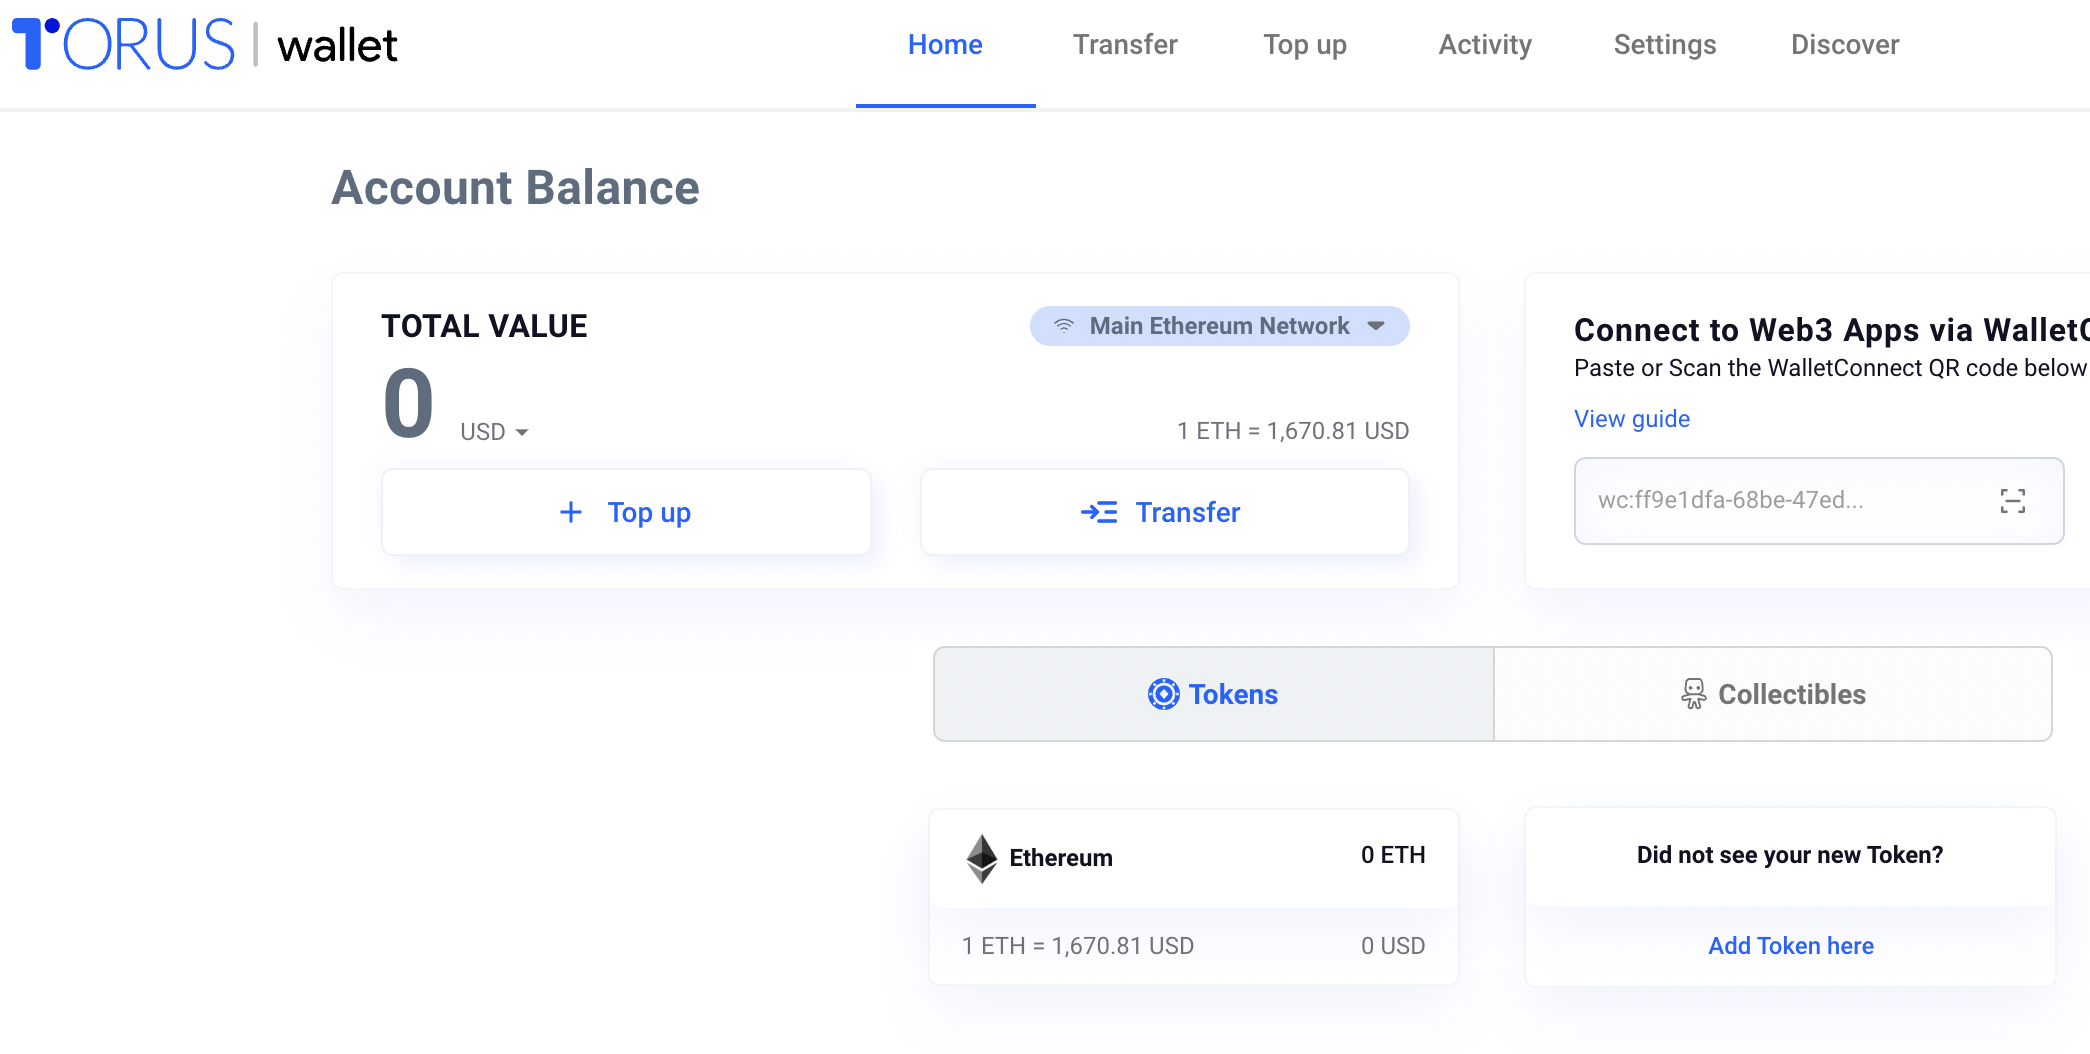 TORUS | wallet
Home
Transfer
Top up
Activity
Settings
Discover
Account Balance
TOTAL VALUE
Main Ethereum Network
0 USD
1 ETH = 1,670.81 USD
+ Top up
Transfer
Connect to Web3 Apps via WalletC
Paste or Scan the WalletConnect QR code below
View guide
wc:ff9e1dfa-68be-47ed...
Tokens
Collectibles
Ethereum
0 ETH
1 ETH = 1,670.81 USD
0 USD
Did not see your new Token?
Add Token here